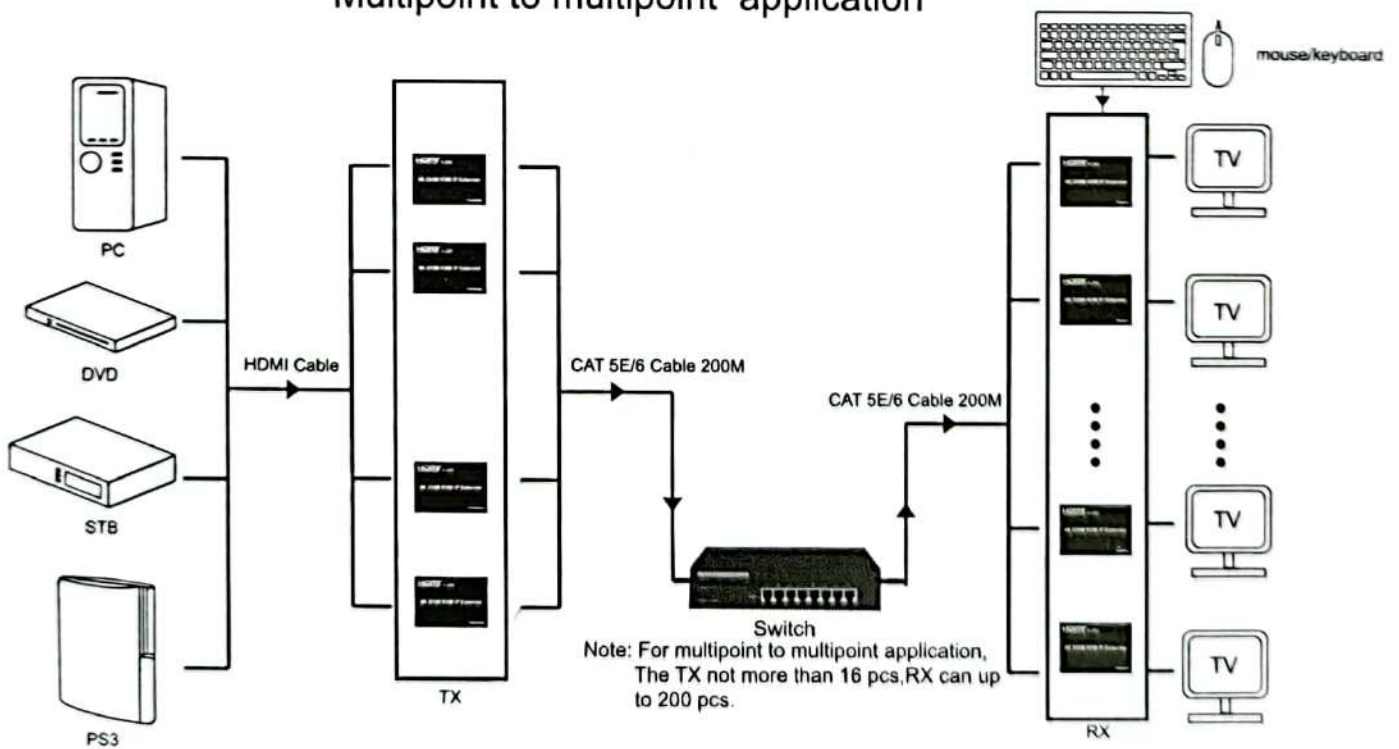 Multipoint to multipoint application
mouse/keyboard
PC
DVD
STB
PS3
HDMI Cable
TX
CAT 5E/6 Cable 200M
Switch
Note: For multipoint to multipoint application,
The TX not more than 16 pcs,RX can up
to 200 pcs.
CAT 5E/6 Cable 200M
RX
TV
TV
TV
TV